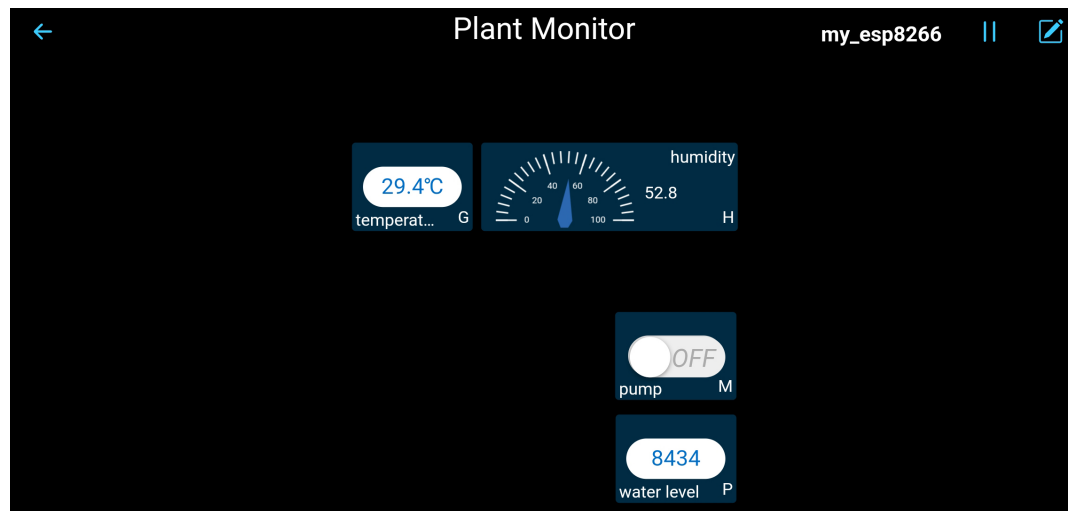 Plant Monitor
my_esp8266
29.4℃
temperat... G
0 20 40 60 80 100
humidity
52.8
H
OFF
pump M
8434
water level P